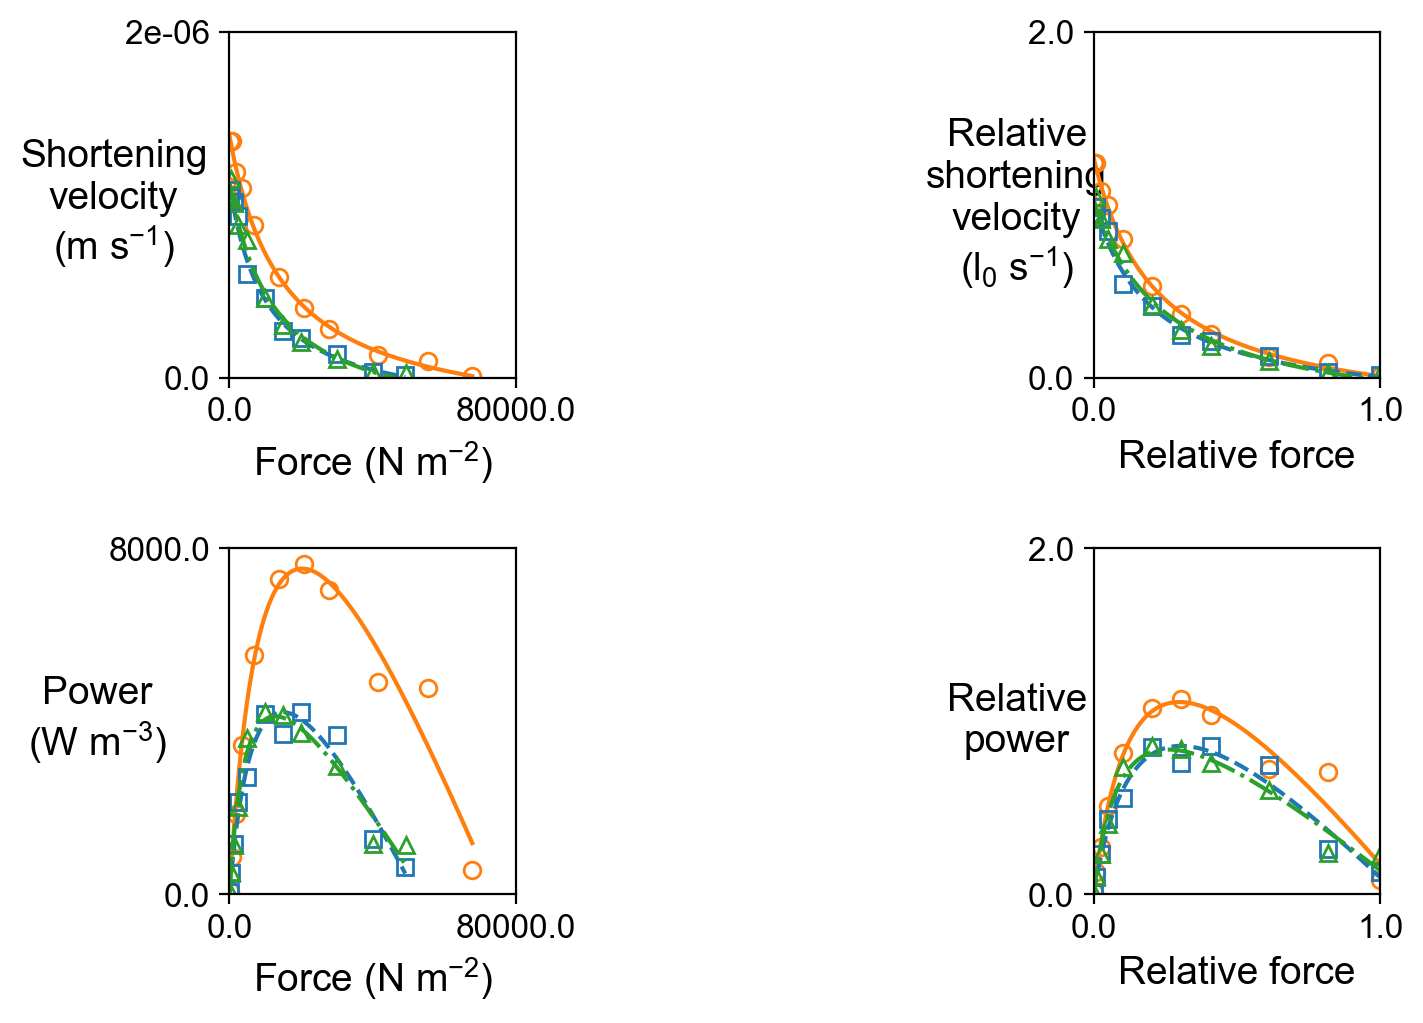 2e-06
Shortening
velocity
(m s⁻¹)
0.0
0.0
80000.0
Force (N m⁻²)
2.0
Relative
shortening
velocity
(l₀ s⁻¹)
0.0
0.0
1.0
Relative force
8000.0
Power
(W m⁻³)
0.0
0.0
80000.0
Force (N m⁻²)
2.0
Relative
power
0.0
0.0
1.0
Relative force